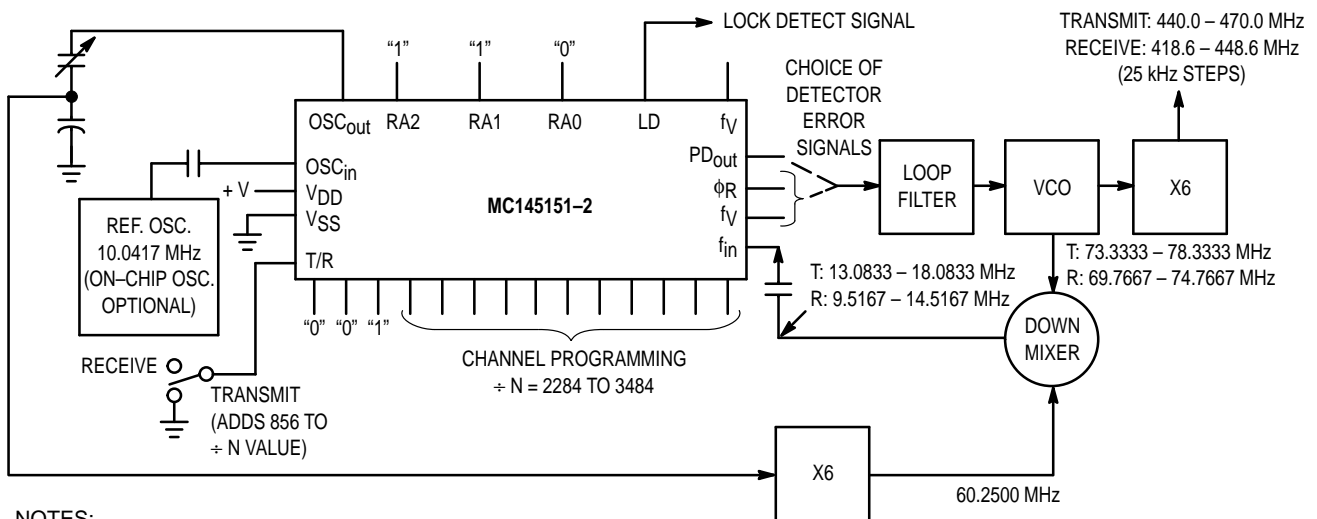 LOCK DETECT SIGNAL
TRANSMIT: 440.0 – 470.0 MHz
RECEIVE: 418.6 – 448.6 MHz
(25 kHz STEPS)
“1”
“1”
“0”
CHOICE OF
DETECTOR
ERROR
SIGNALS
OSCout
RA2
RA1
RA0
LD
fV
PDout
OSCin
ϕR
+ V
VDD
VSS
MC145151–2
fV
fin
T/R
LOOP
FILTER
VCO
X6
REF. OSC.
10.0417 MHz
(ON–CHIP OSC.
OPTIONAL)
T: 13.0833 – 18.0833 MHz
R: 9.5167 – 14.5167 MHz
T: 73.3333 – 78.3333 MHz
R: 69.7667 – 74.7667 MHz
“0” “0” “1”
DOWN
MIXER
CHANNEL PROGRAMMING
÷ N = 2284 TO 3484
RECEIVE
TRANSMIT
(ADDS 856 TO
÷ N VALUE)
X6
60.2500 MHz
NOTES: